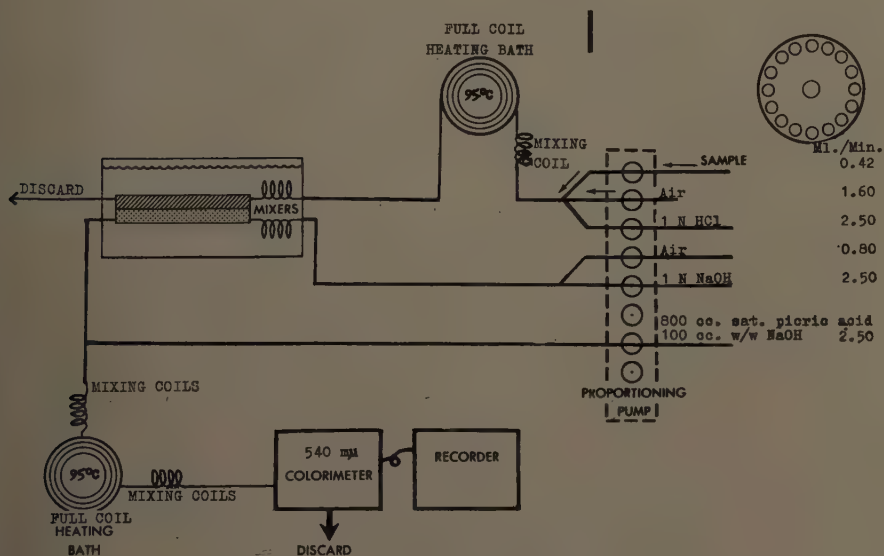 FULL COIL
HEATING BATH
95°C
MIXING
COIL
SAMPLE
Ml./Min.
0.42
Air
1.60
1 N HCl
2.50
Air
0.80
1 N NaOH
2.50
800 cc. sat. picric acid
100 cc. w/w NaOH 2.50
PROPORTIONING
PUMP
DISCARD
MIXERS
MIXING COILS
95°C
FULL COIL
HEATING
BATH
MIXING COILS
540 mµ
COLORIMETER
RECORDER
DISCARD